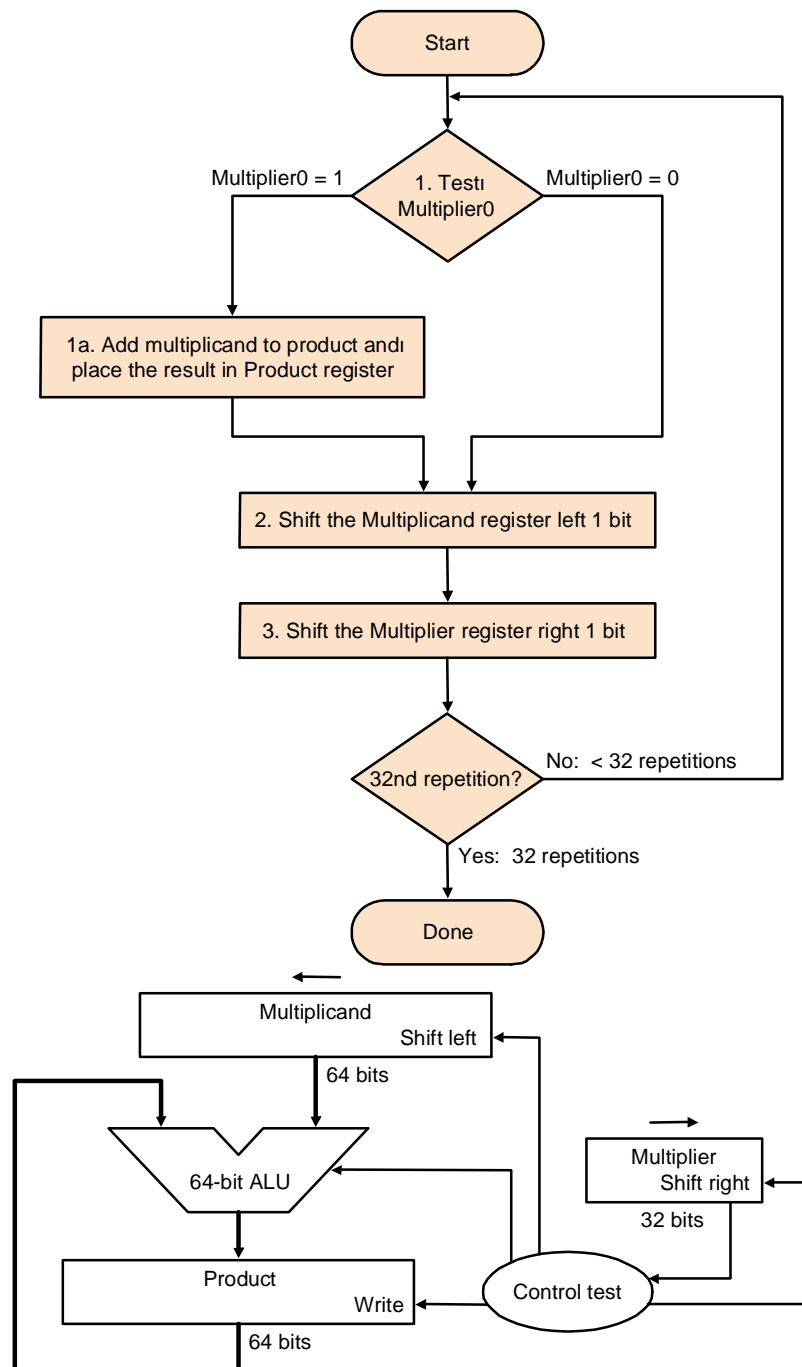 Start
Multiplier0 = 1
1. Testı
Multiplier0
Multiplier0 = 0
1a. Add multiplicand to product andı
place the result in Product register
2. Shift the Multiplicand register left 1 bit
3. Shift the Multiplier register right 1 bit
32nd repetition?
No: < 32 repetitions
Yes: 32 repetitions
Done
Multiplicand
Shift left
64 bits
64-bit ALU
Multiplier
Shift right
32 bits
Product
Write
Control test
64 bits